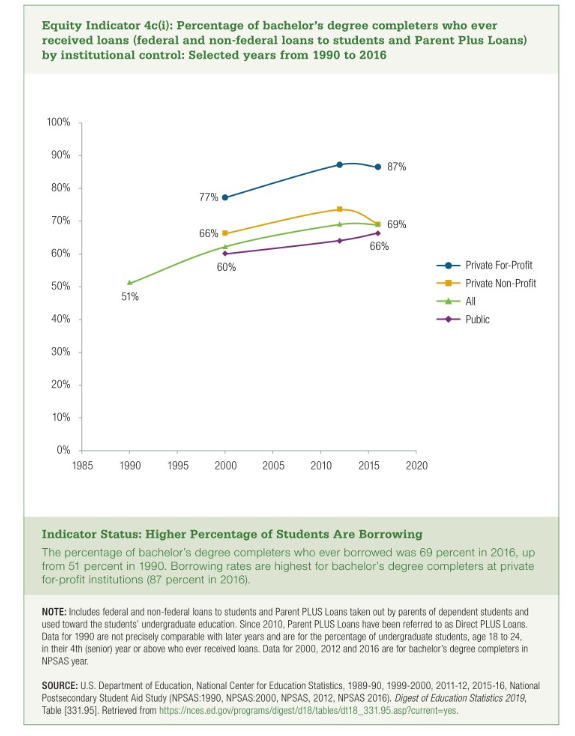 Equity Indicator 4c(i): Percentage of bachelor's degree completers who ever
received loans (federal and non-federal loans to students and Parent Plus Loans)
by institutional control: Selected years from 1990 to 2016
100%
90%
80%
70%
60%
50%
40%
30%
20%
10%
0%
1985 1990 1995 2000 2005 2010 2015 2020
77%
87%
66%
69%
60%
66%
51%
Private For-Profit
Private Non-Profit
All
Public
Indicator Status: Higher Percentage of Students Are Borrowing
The percentage of bachelor's degree completers who ever borrowed was 69 percent in 2016, up
from 51 percent in 1990. Borrowing rates are highest for bachelor's degree completers at private
for-profit institutions (87 percent in 2016).
NOTE: Includes federal and non-federal loans to students and Parent PLUS Loans taken out by parents of dependent students and
used toward the students' undergraduate education. Since 2010, Parent PLUS Loans have been referred to as Direct PLUS Loans.
Data for 1990 are not precisely comparable with later years and are for the percentage of undergraduate students, age 18 to 24,
in their 4th (senior) year or above who ever received loans. Data for 2000, 2012 and 2016 are for bachelor's degree completers in
NPSAS year.
SOURCE: U.S. Department of Education, National Center for Education Statistics, 1989-90, 1999-2000, 2011-12, 2015-16, National
Postsecondary Student Aid Study (NPSAS:1990, NPSAS:2000, NPSAS, 2012, NPSAS 2016). Digest of Education Statistics 2019,
Table [331.95]. Retrieved from https://nces.ed.gov/programs/digest/d18/tables/dt18_331.95.asp?current=yes.